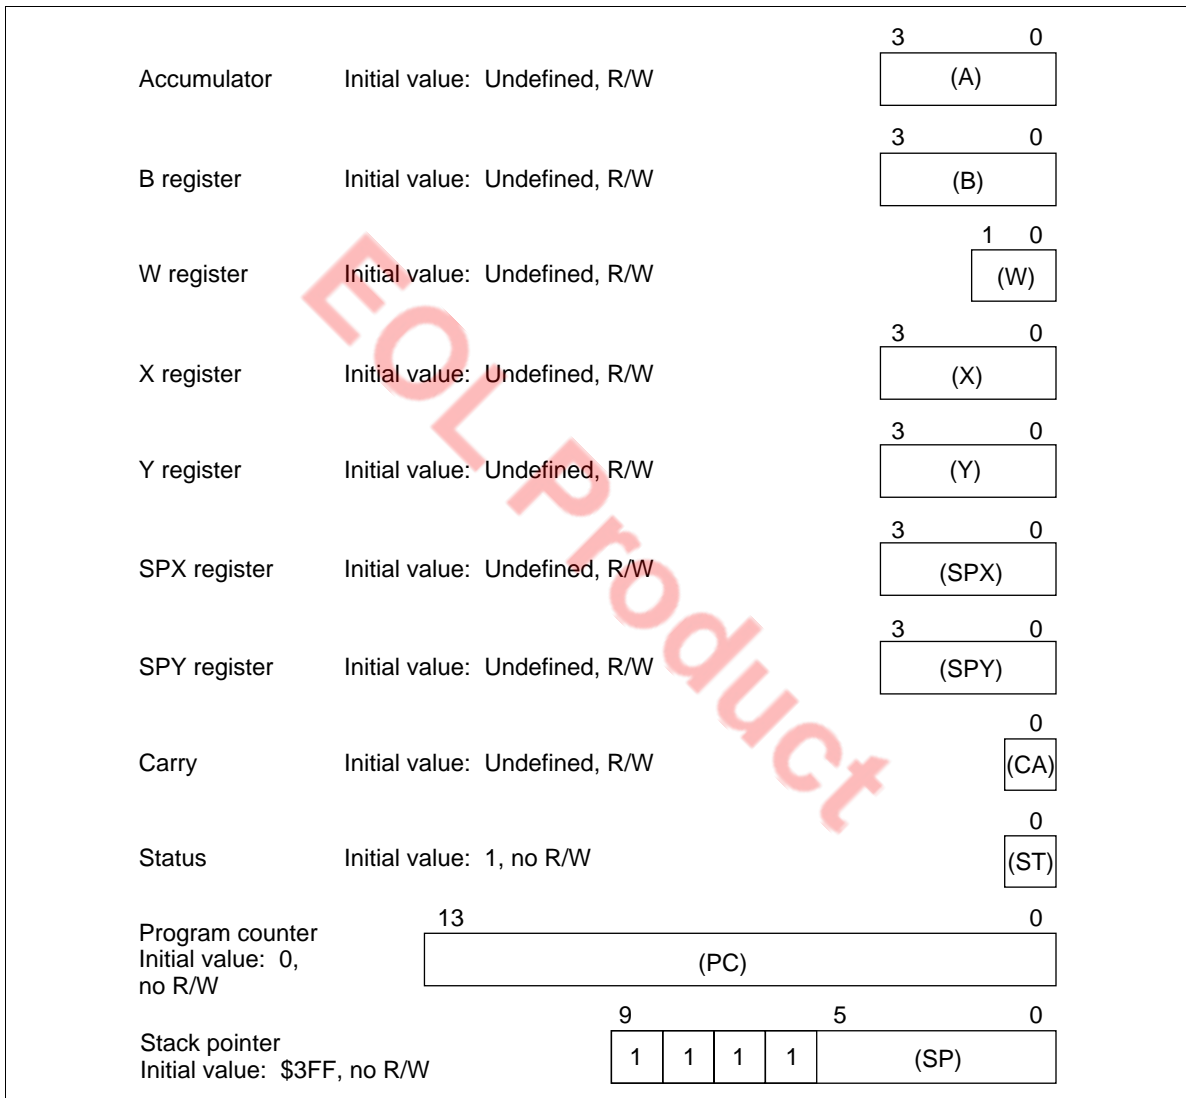 3 0
Accumulator Initial value: Undefined, R/W (A)
3 0
B register Initial value: Undefined, R/W (B)
1 0
W register Initial value: Undefined, R/W (W)
3 0
X register Initial value: Undefined, R/W (X)
3 0
Y register Initial value: Undefined, R/W (Y)
3 0
SPX register Initial value: Undefined, R/W (SPX)
3 0
SPY register Initial value: Undefined, R/W (SPY)
0
Carry Initial value: Undefined, R/W (CA)
0
Status Initial value: 1, no R/W (ST)
13 0
Program counter
Initial value: 0, (PC)
no R/W
9 5 0
Stack pointer
1 1 1 1 (SP)
Initial value: $3FF, no R/W
EOL Product